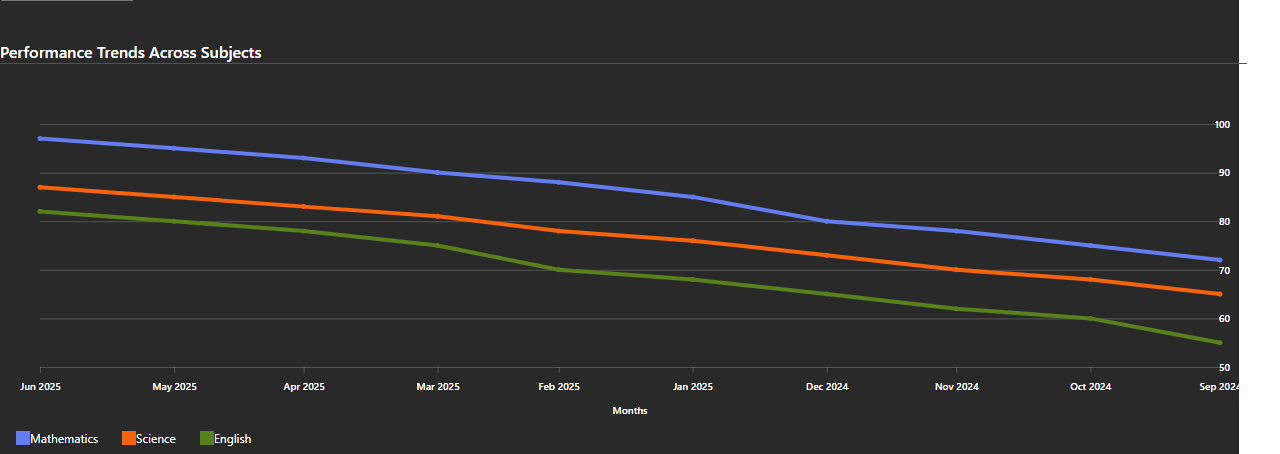 Performance Trends Across Subjects
100
90
80
70
60
50
Jun 2025 May 2025 Apr 2025 Mar 2025 Feb 2025 Jan 2025 Dec 2024 Nov 2024 Oct 2024 Sep 2024
Months
Mathematics Science English